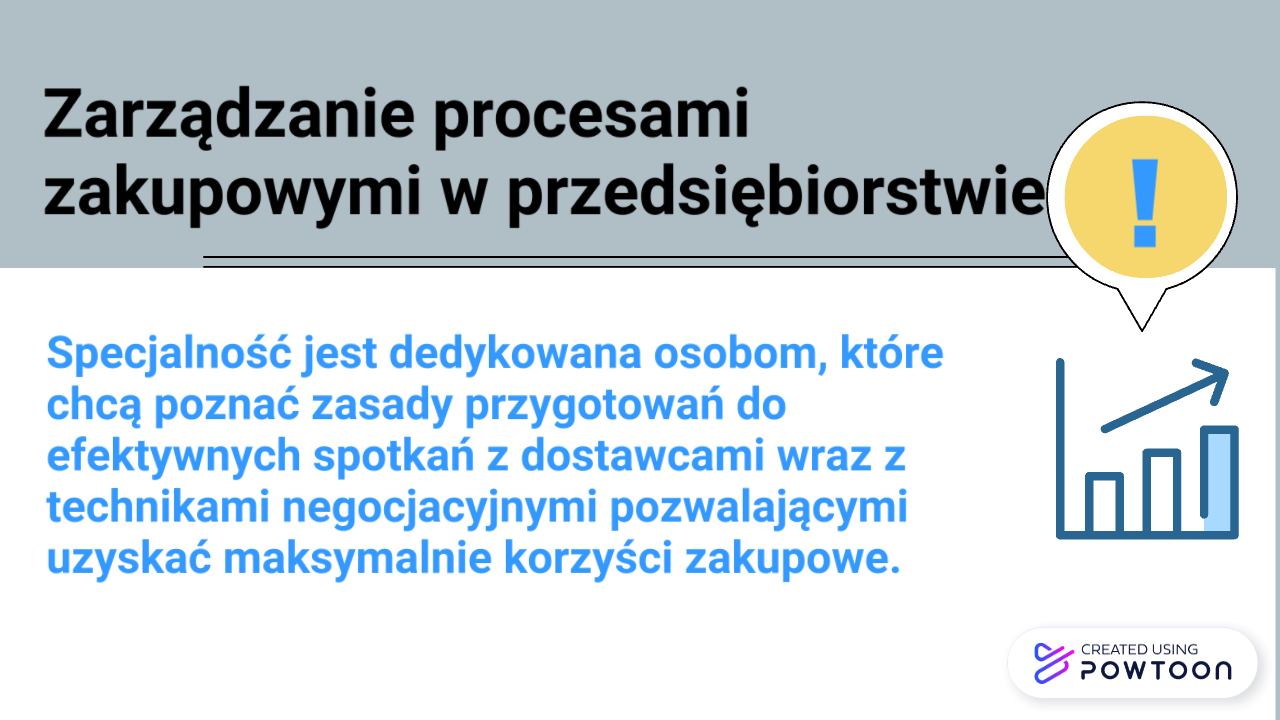 Zarządzanie procesami
zakupowymi w przedsiębiorstwie
!
Specjalność jest dedykowana osobom, które
chcą poznać zasady przygotowań do
efektywnych spotkań z dostawcami wraz z
technikami negocjacyjnymi pozwalającymi
uzyskać maksymalnie korzyści zakupowe.
CREATED USING
POWTOON